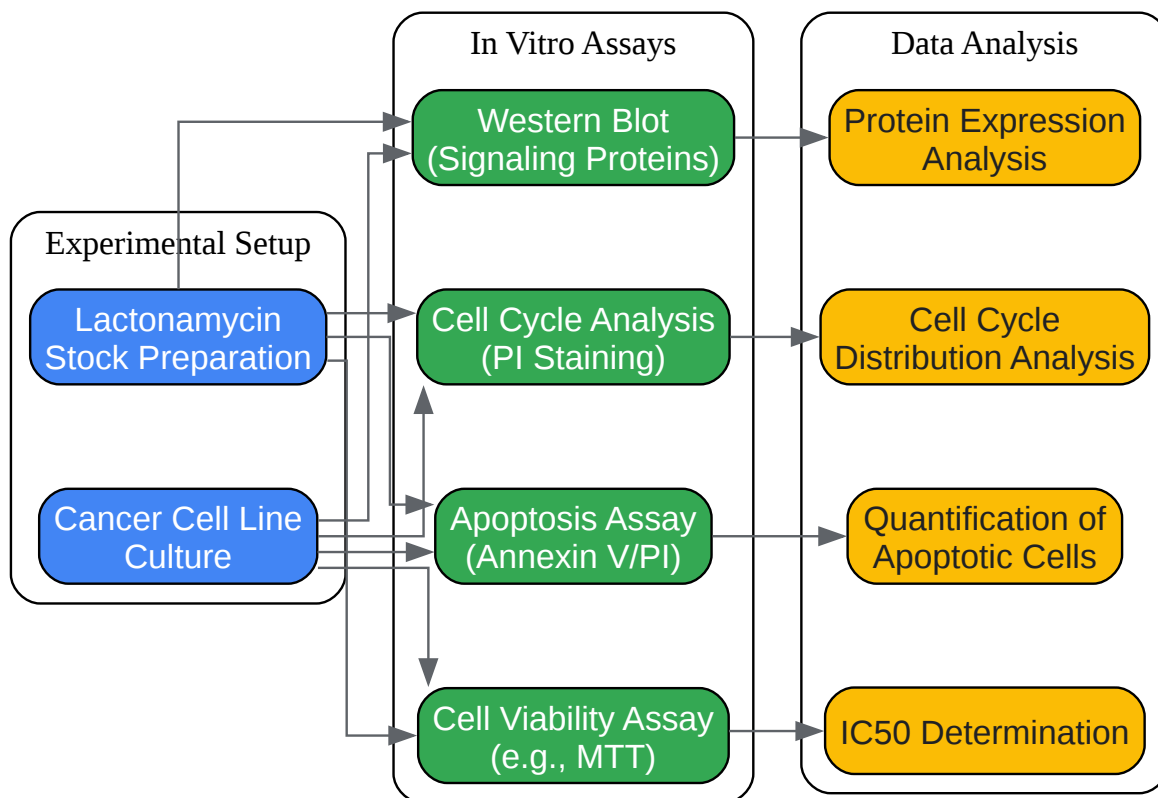 In Vitro Assays
Data Analysis
Western Blot
(Signaling Proteins)
Protein Expression
Analysis
Experimental Setup
Lactonamycin
Stock Preparation
Cell Cycle Analysis
(PI Staining)
Cell Cycle
Distribution Analysis
Cancer Cell Line
Culture
Apoptosis Assay
(Annexin V/PI)
Quantification of
Apoptotic Cells
Cell Viability Assay
(e.g., MTT)
IC50 Determination